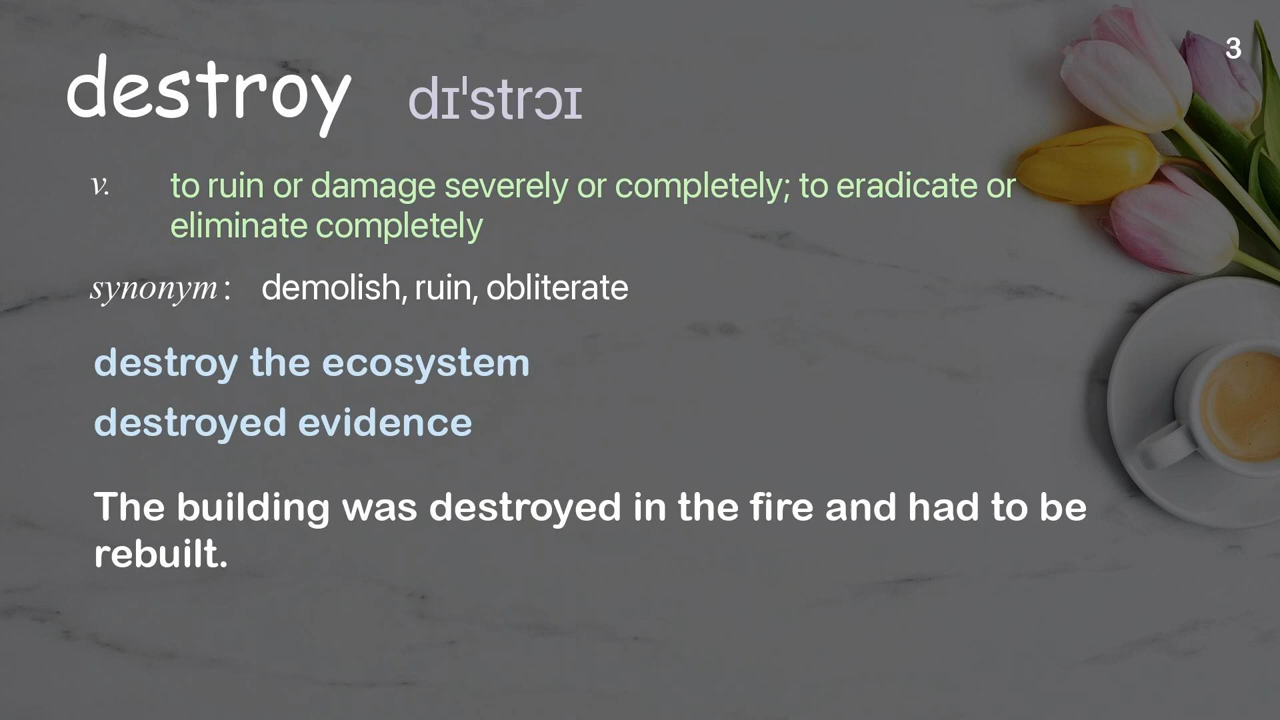 3
destroy dɪˈstrɔɪ
v. to ruin or damage severely or completely; to eradicate or
eliminate completely
synonym: demolish, ruin, obliterate
destroy the ecosystem
destroyed evidence
The building was destroyed in the fire and had to be
rebuilt.